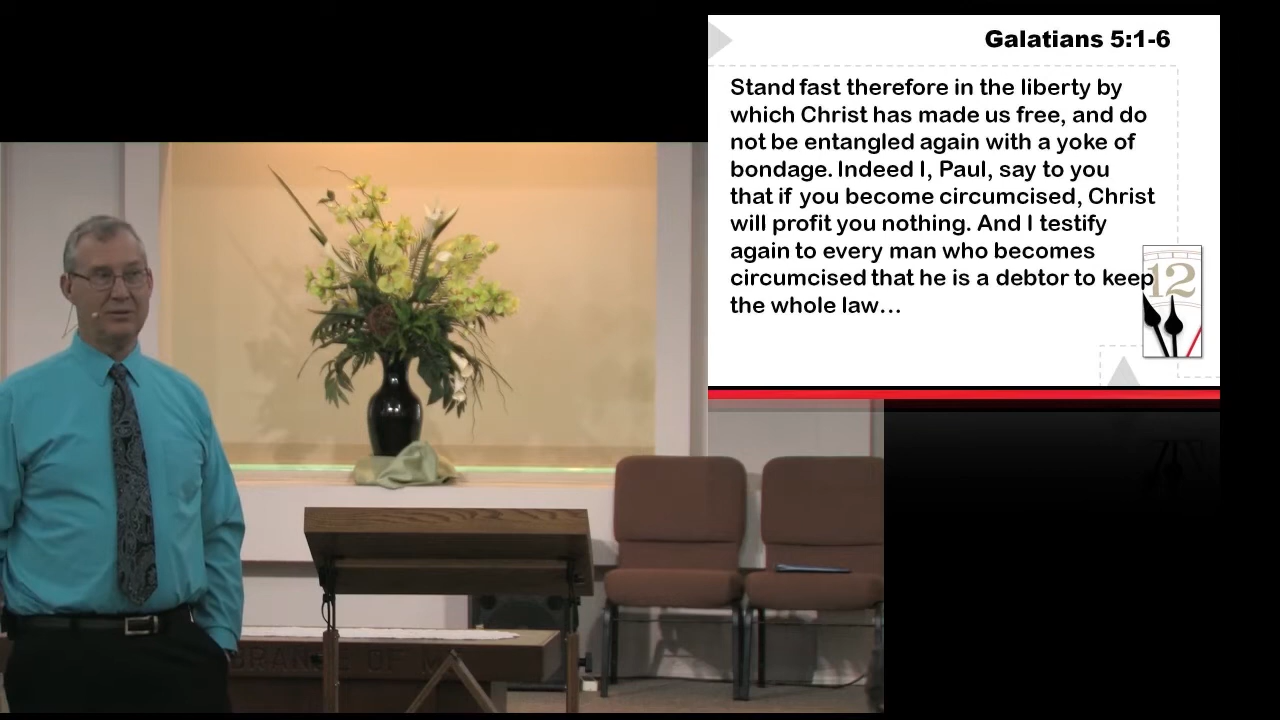 Galatians 5:1-6
Stand fast therefore in the liberty by
which Christ has made us free, and do
not be entangled again with a yoke of
bondage. Indeed I, Paul, say to you
that if you become circumcised, Christ
will profit you nothing. And I testify
again to every man who becomes
circumcised that he is a debtor to keep
the whole law…
12
OF M